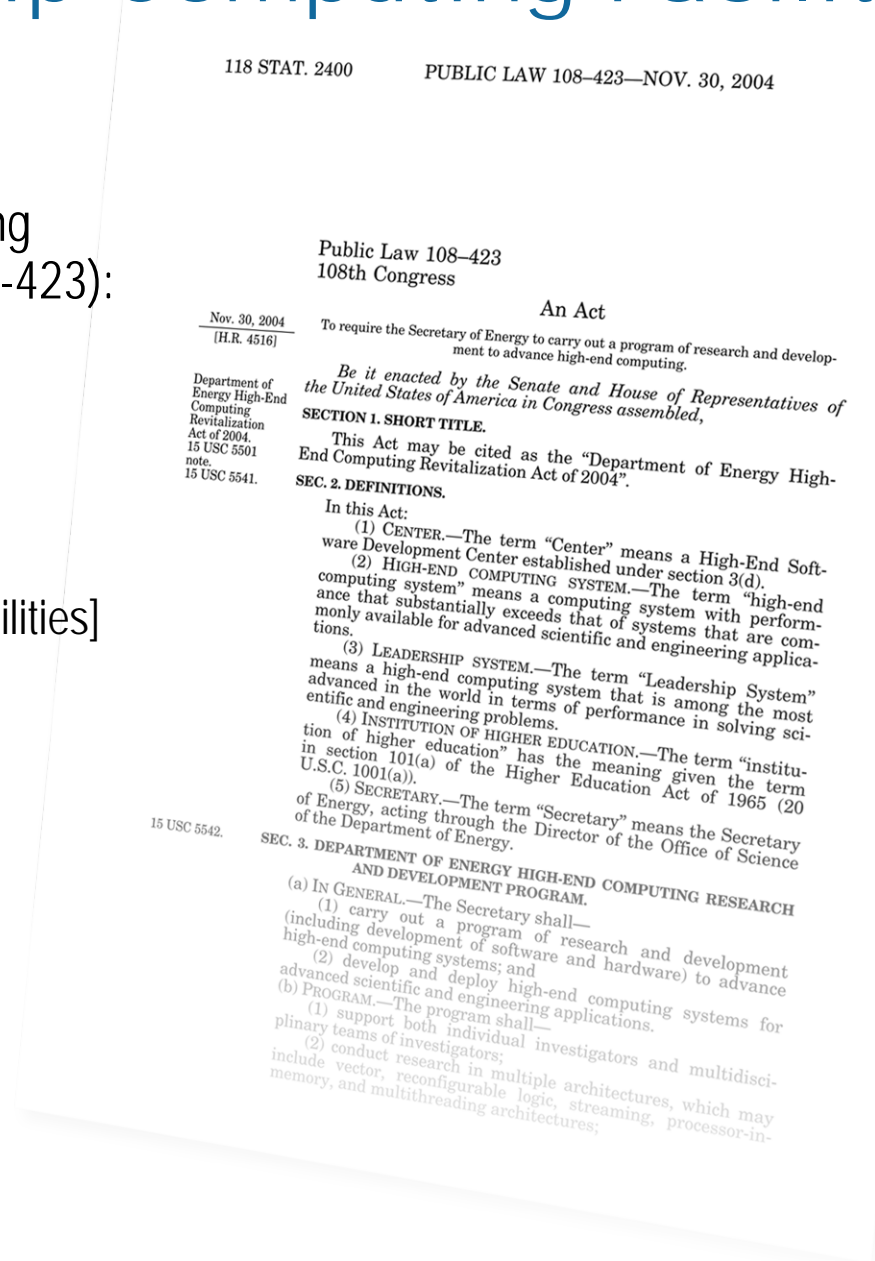 118 STAT. 2400 PUBLIC LAW 108–423—NOV. 30, 2004
-423):
ilities]
Public Law 108–423
108th Congress
An Act
Nov. 30, 2004
[H.R. 4516]
To require the Secretary of Energy to carry out a program of research and develop-
ment to advance high-end computing.
Be it enacted by the Senate and House of Representatives of
the United States of America in Congress assembled,
Department of
Energy High-End
Computing
Revitalization
Act of 2004.
15 USC 5501
note.
15 USC 5541.
SECTION 1. SHORT TITLE.
This Act may be cited as the “Department of Energy High-
End Computing Revitalization Act of 2004”.
SEC. 2. DEFINITIONS.
In this Act:
(1) CENTER.—The term “Center” means a High-End Soft-
ware Development Center established under section 3(d).
(2) HIGH-END COMPUTING SYSTEM.—The term “high-end
computing system” means a computing system with perform-
ance that substantially exceeds that of systems that are com-
monly available for advanced scientific and engineering applica-
tions.
(3) LEADERSHIP SYSTEM.—The term “Leadership System”
means a high-end computing system that is among the most
advanced in the world in terms of performance in solving sci-
entific and engineering problems.
(4) INSTITUTION OF HIGHER EDUCATION.—The term “institu-
tion of higher education” has the meaning given the term
in section 101(a) of the Higher Education Act of 1965 (20
U.S.C. 1001(a)).
(5) SECRETARY.—The term “Secretary” means the Secretary
of Energy, acting through the Director of the Office of Science
of the Department of Energy.
15 USC 5542.
SEC. 3. DEPARTMENT OF ENERGY HIGH-END COMPUTING RESEARCH
AND DEVELOPMENT PROGRAM.
(a) IN GENERAL.—The Secretary shall—
(1) carry out a program of research and development
(including development of software and hardware) to advance
high-end computing systems; and
(2) develop and deploy high-end computing systems for
advanced scientific and engineering applications.
(b) PROGRAM.—The program shall—
(1) support both individual investigators and multidisci-
plinary teams of investigators;
(2) conduct research in multiple architectures, which may
include vector, reconfigurable logic, streaming, processor-in-
memory, and multithreading architectures;